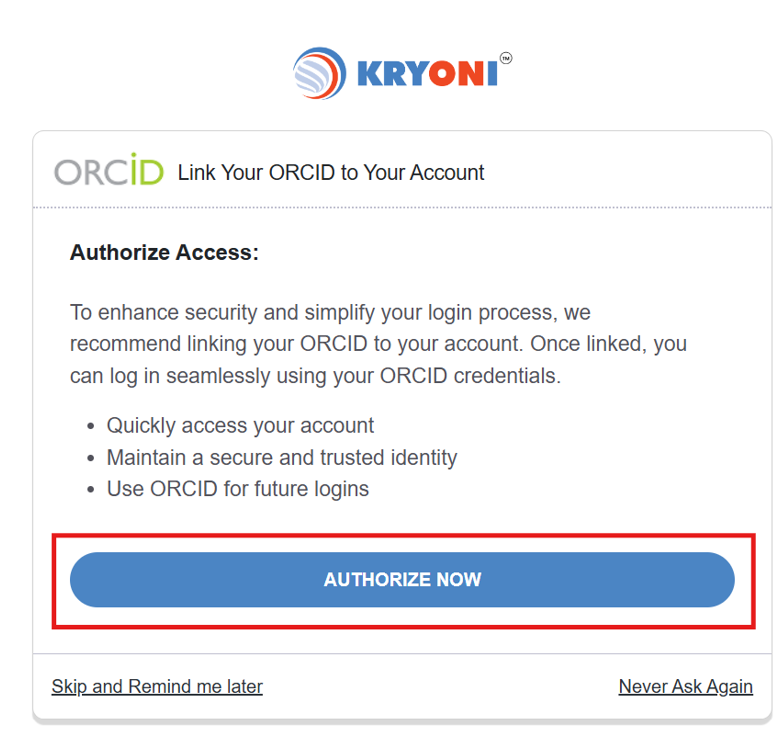 KRYONI™
ORCiD Link Your ORCID to Your Account
Authorize Access:
To enhance security and simplify your login process, we
recommend linking your ORCID to your account. Once linked, you
can log in seamlessly using your ORCID credentials.
• Quickly access your account
• Maintain a secure and trusted identity
• Use ORCID for future logins
AUTHORIZE NOW
Skip and Remind me later Never Ask Again